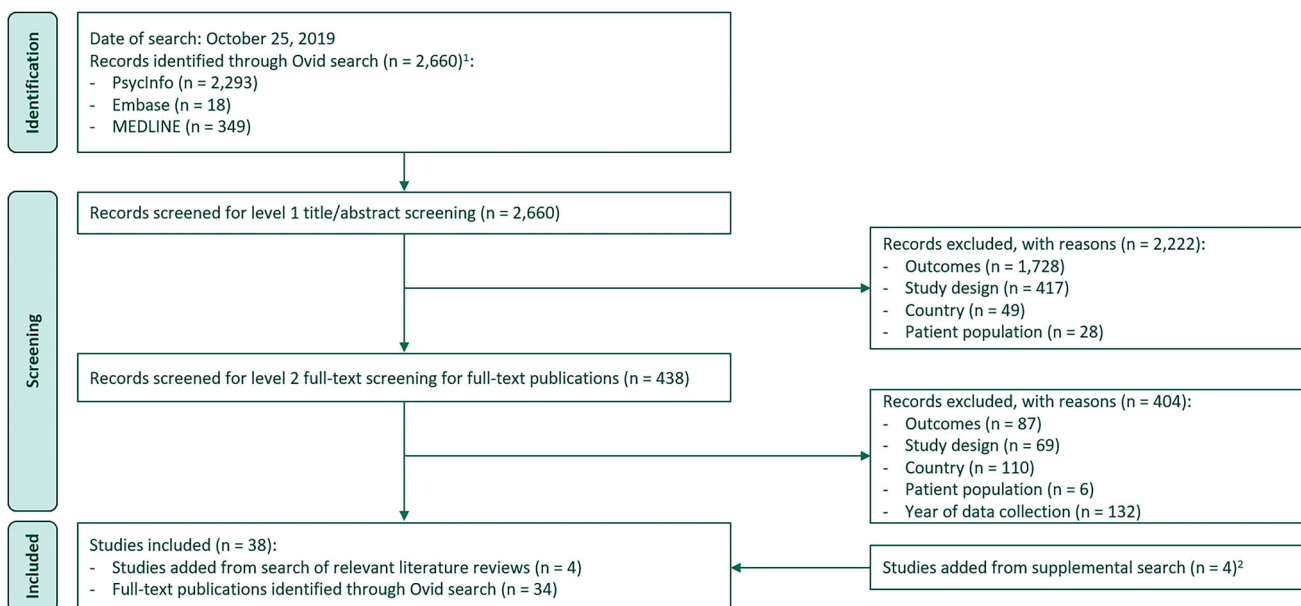 Identification
Date of search: October 25, 2019
Records identified through Ovid search (n = 2,660)¹:
- PsycInfo (n = 2,293)
- Embase (n = 18)
- MEDLINE (n = 349)
Screening
Records screened for level 1 title/abstract screening (n = 2,660)
Records excluded, with reasons (n = 2,222):
- Outcomes (n = 1,728)
- Study design (n = 417)
- Country (n = 49)
- Patient population (n = 28)
Records screened for level 2 full-text screening for full-text publications (n = 438)
Records excluded, with reasons (n = 404):
- Outcomes (n = 87)
- Study design (n = 69)
- Country (n = 110)
- Patient population (n = 6)
- Year of data collection (n = 132)
Included
Studies included (n = 38):
- Studies added from search of relevant literature reviews (n = 4)
- Full-text publications identified through Ovid search (n = 34)
Studies added from supplemental search (n = 4)²